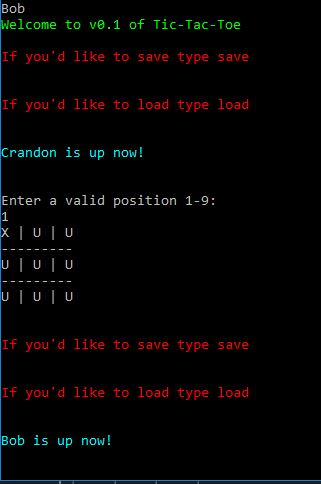 Bob
Welcome to v0.1 of Tic-Tac-Toe
If you'd like to save type save
If you'd like to load type load
Crandon is up now!
Enter a valid position 1-9:
1
X | U | U
---------
U | U | U
---------
U | U | U
If you'd like to save type save
If you'd like to load type load
Bob is up now!